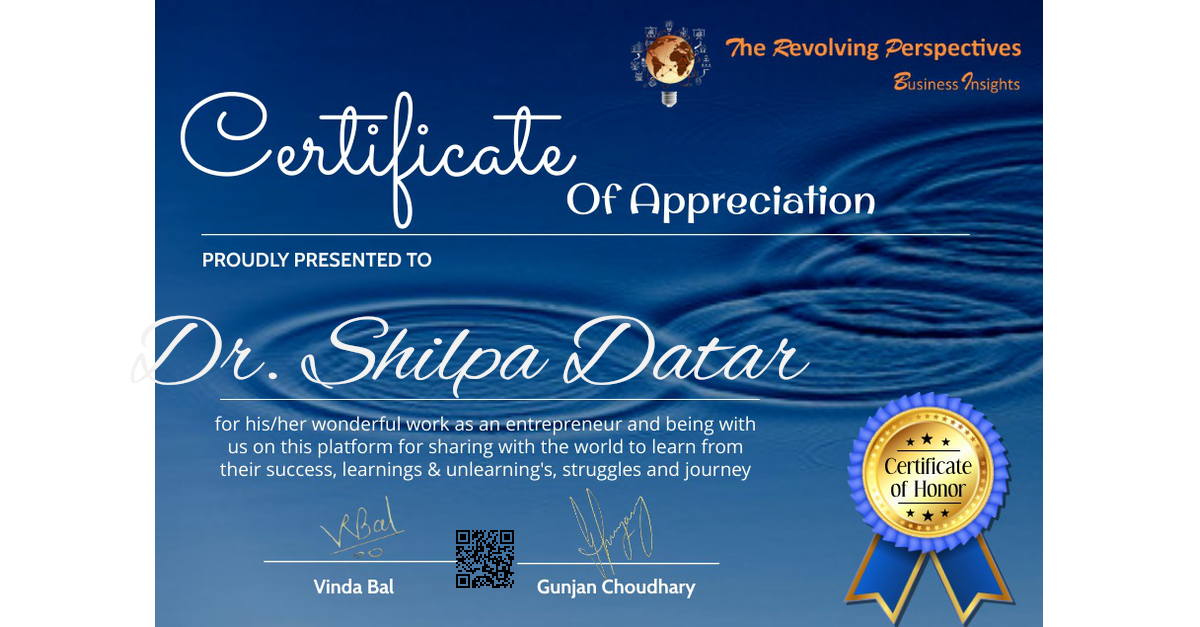 The Revolving Perspectives
Business Insights
Certificate
Of Appreciation
PROUDLY PRESENTED TO
Dr. Shilpa Datar
for his/her wonderful work as an entrepreneur and being with
us on this platform for sharing with the world to learn from
their success, learnings & unlearning's, struggles and journey
Certificate
of Honor
VRBal
Vinda Bal
Gunjan Choudhary